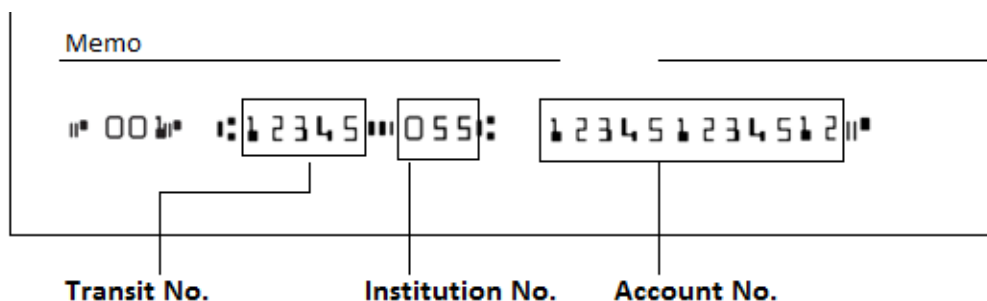 Memo
⑈001⑈ ⑆12345⑉055⑆ 123451234512⑈
Transit No. Institution No. Account No.